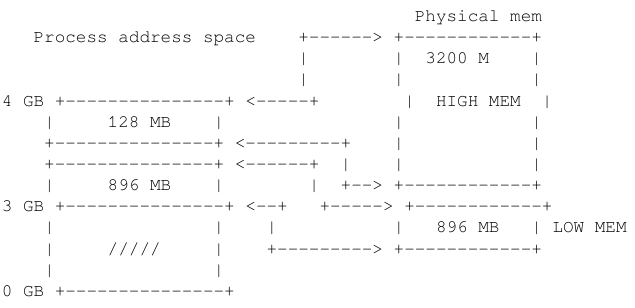 Physical mem
Process address space    +------> +-------------+
|         |  3200 M     |
|         |             |
4 GB +----------------+ <------+         |  HIGH MEM   |
|     128 MB     |                  |             |
+----------------+ <----------+     |             |
+----------------+ <-------+  |     |             |
|     896 MB     |         |  +---> +-------------+
3 GB +----------------+ <---+   +------> +-------------+
|                |     |            |   896 MB    | LOW MEM
|     /////      |     +----------> +-------------+
|                |
0 GB +----------------+